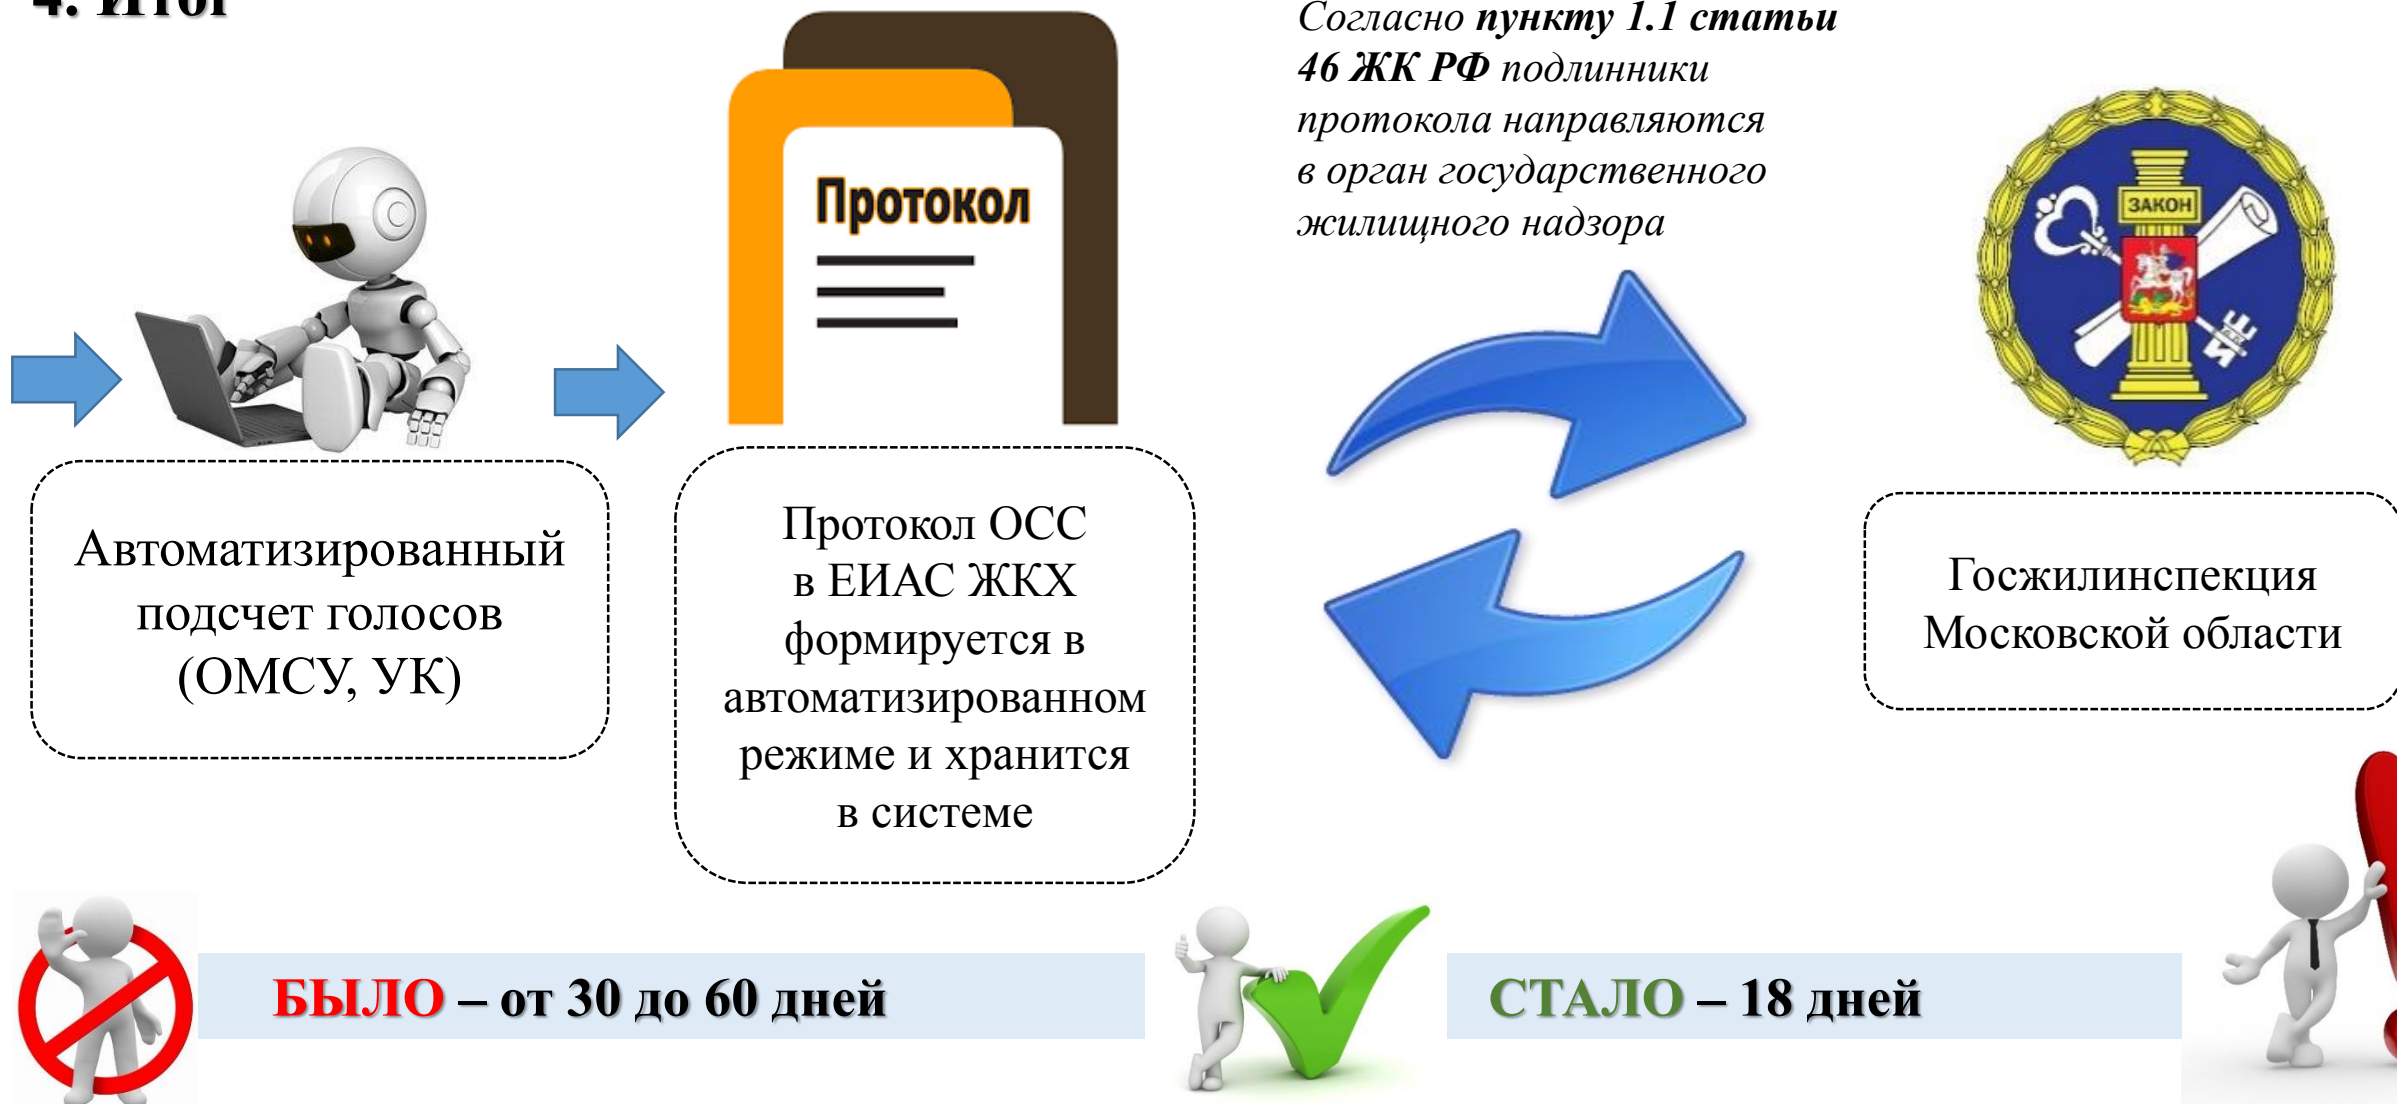 4. Итог
Согласно пункту 1.1 статьи
46 ЖК РФ подлинники
протокола направляются
в орган государственного
жилищного надзора
Протокол
ЗАКОН
Автоматизированный
подсчет голосов
(ОМСУ, УК)
Протокол ОСС
в ЕИАС ЖКХ
формируется в
автоматизированном
режиме и хранится
в системе
Госжилинспекция
Московской области
БЫЛО – от 30 до 60 дней
СТАЛО – 18 дней